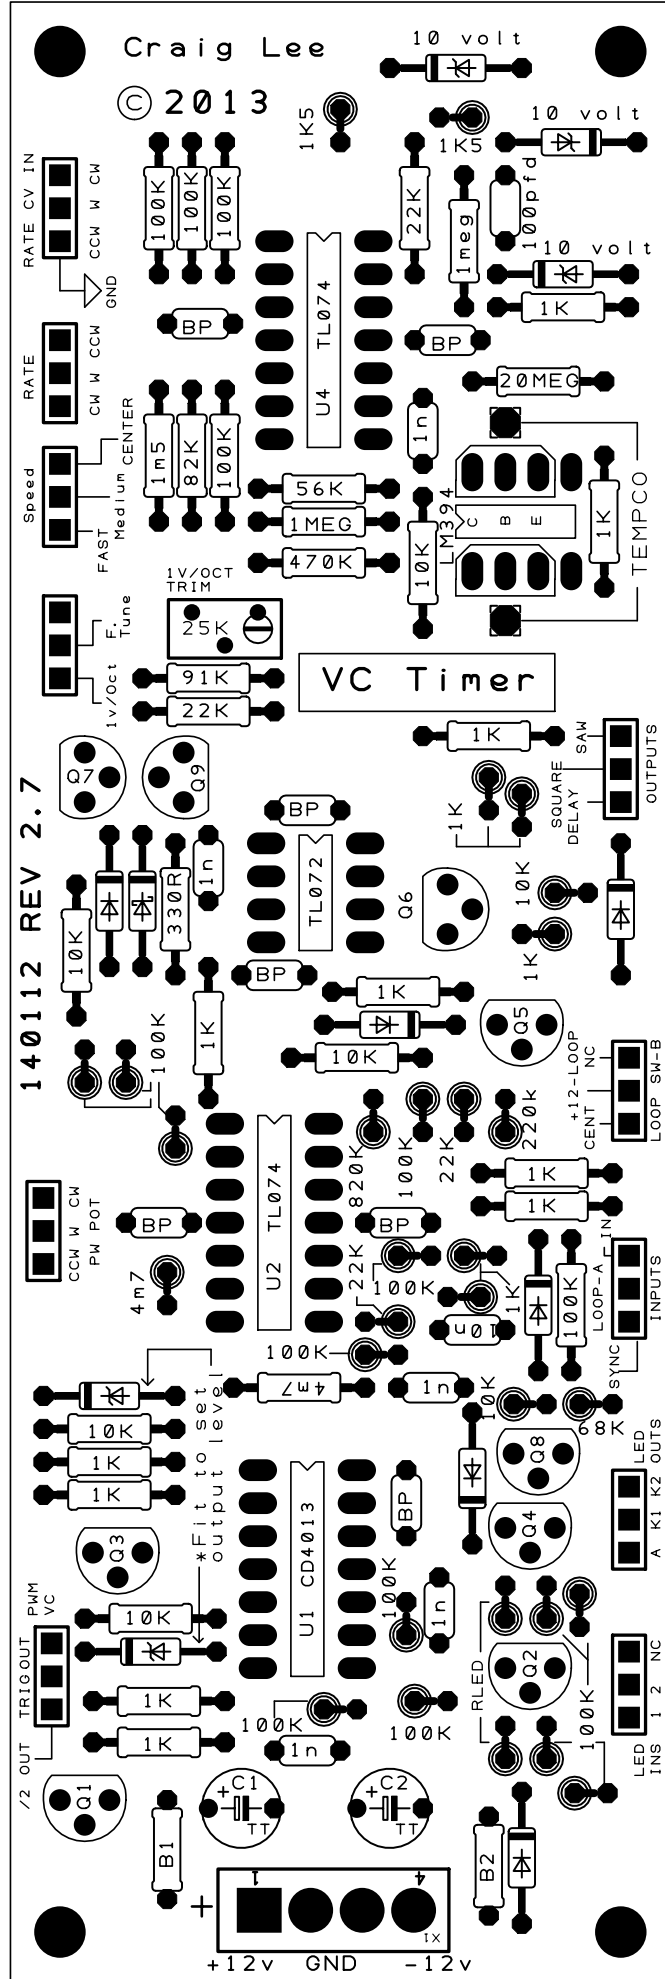 Craig Lee
© 2013
10 volt
1K5
1K5
10 volt
RATE CV IN
CCW W CW
GND
100K
100K
100K
22K
1meg
100pfd
10 volt
1K
TL074
U4
BP
BP
RATE
CW W CCW
20MEG
Speed
CENTER
Medium
FAST
1m5
82K
100K
1n
56K
1MEG
470K
10K
LM394
C B E
1K
TEMPCO
1V/OCT
TRIM
25K
F.
Tune
1v/Oct
91K
22K
VC Timer
1K
SAW
SQUARE
DELAY
OUTPUTS
Q7
Q9
1K
BP
140112 REV 2.7
10K
330R
1n
TL072
Q6
10K
1K
BP
1K
1K
10K
Q5
100K
+12-LOOP
NC
CENT
LOOP SW-B
820K
100K
22K
220k
1K
1K
CCW W CW
PW POT
BP
4m7
U2 TL074
BP
22K
100K
1K
10n
100K
LOOP-A
IN
INPUTS
SYNC
100K
4m7
1n
10K
68K
*Fit to set
output level
10K
1K
1K
Q8
Q4
LED
OUTS
A K1 K2
Q3
U1 CD4013
BP
100K
1n
PWM
VC
TRIGOUT
/2 OUT
10K
1K
1K
RLED
Q2
100K
1 2 NC
LED
INS
100K
100K
1n
Q1
+C1
TT
+C2
TT
B1
B2
1
4
X1
+
+12v GND -12v